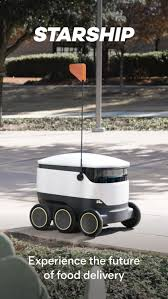 STARSHIP
Experience the future
of food delivery